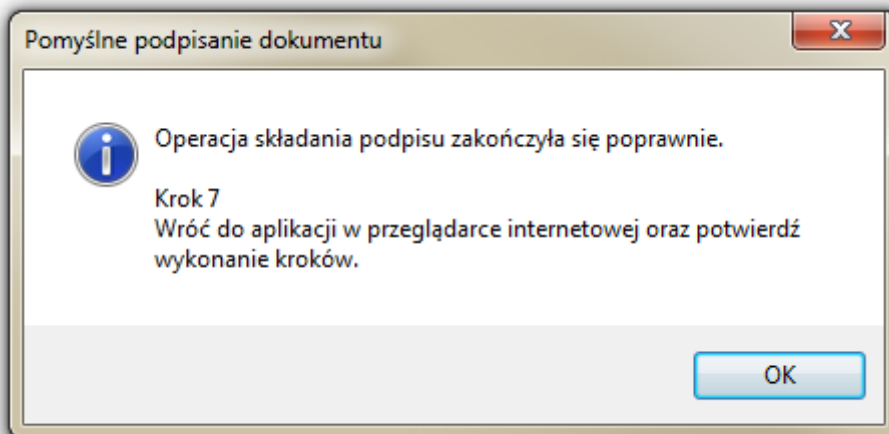 Pomyślne podpisanie dokumentu
Operacja składania podpisu zakończyła się poprawnie.
Krok 7
Wróć do aplikacji w przeglądarce internetowej oraz potwierdź
wykonanie kroków.
OK